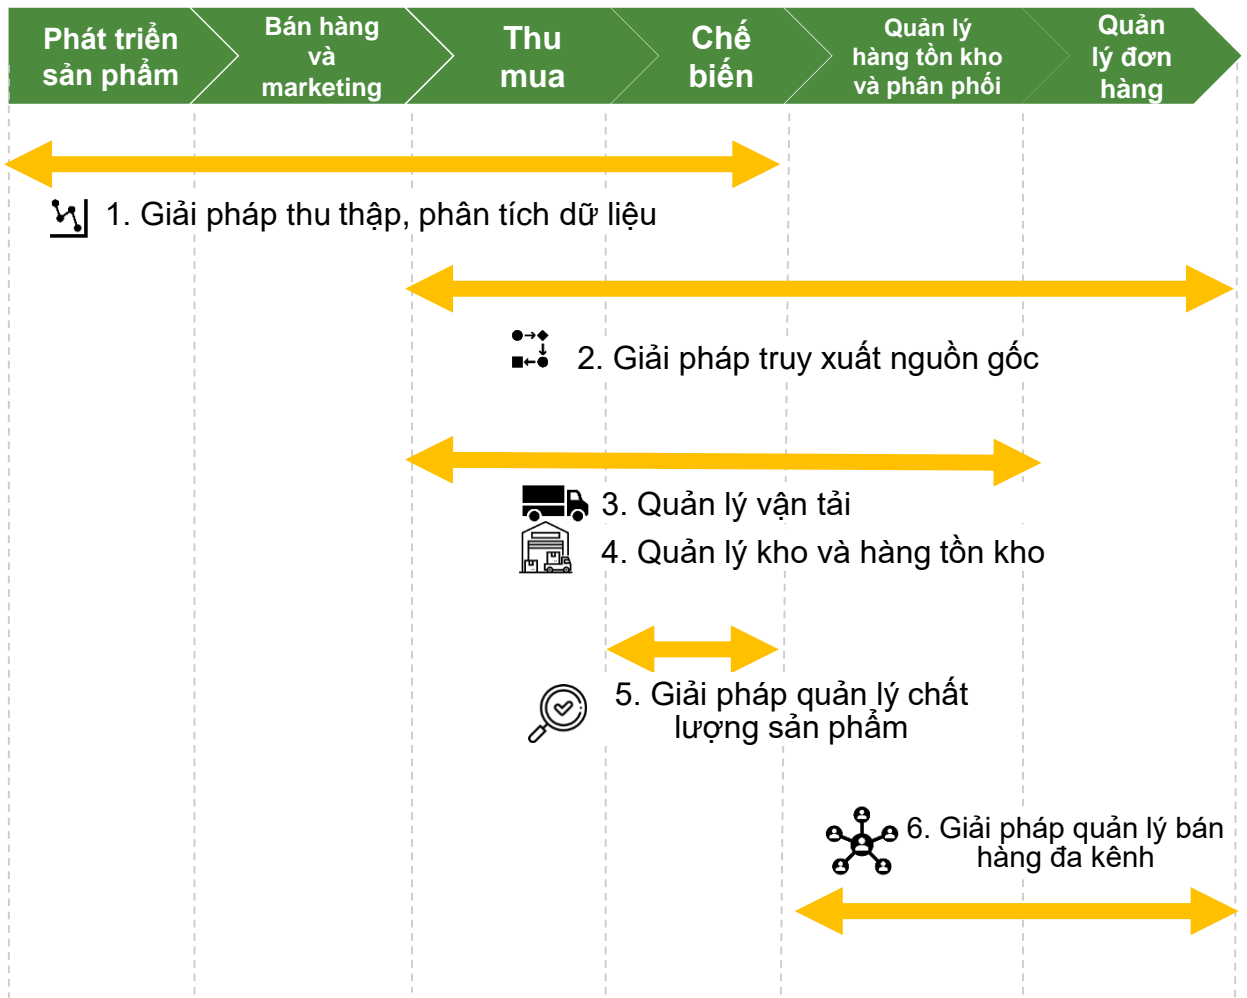 Phát triển
sản phẩm
Bán hàng
và
marketing
Thu
mua
Chế
biến
Quản lý
hàng tồn kho
và phân phối
Quản
lý đơn
hàng
1. Giải pháp thu thập, phân tích dữ liệu
2. Giải pháp truy xuất nguồn gốc
3. Quản lý vận tải
4. Quản lý kho và hàng tồn kho
5. Giải pháp quản lý chất
lượng sản phẩm
6. Giải pháp quản lý bán
hàng đa kênh